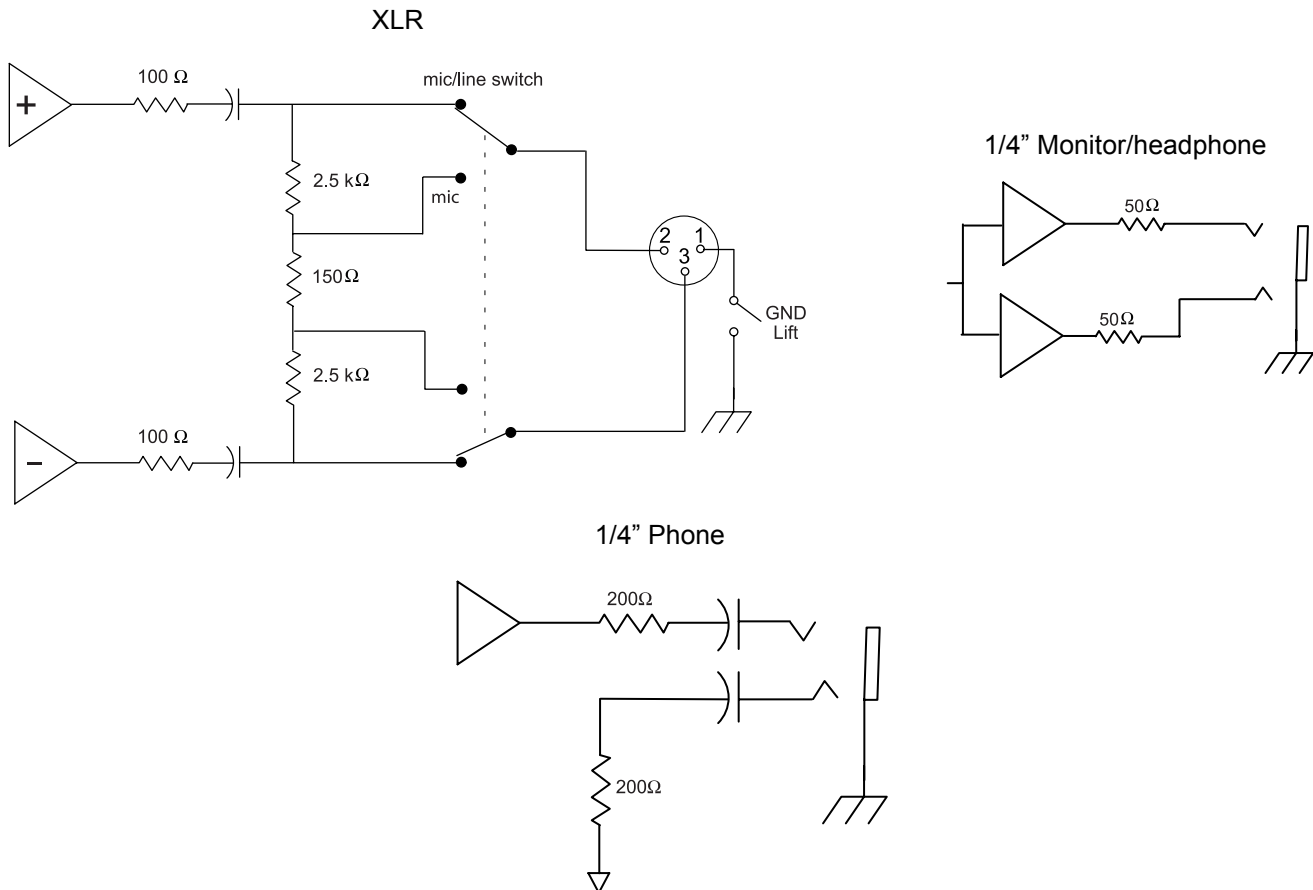 XLR
+
100 Ω
mic/line switch
2.5 kΩ
mic
150Ω
2.5 kΩ
100 Ω
-
2
1
3
GND
Lift
1/4” Monitor/headphone
50Ω
50Ω
1/4” Phone
200Ω
200Ω